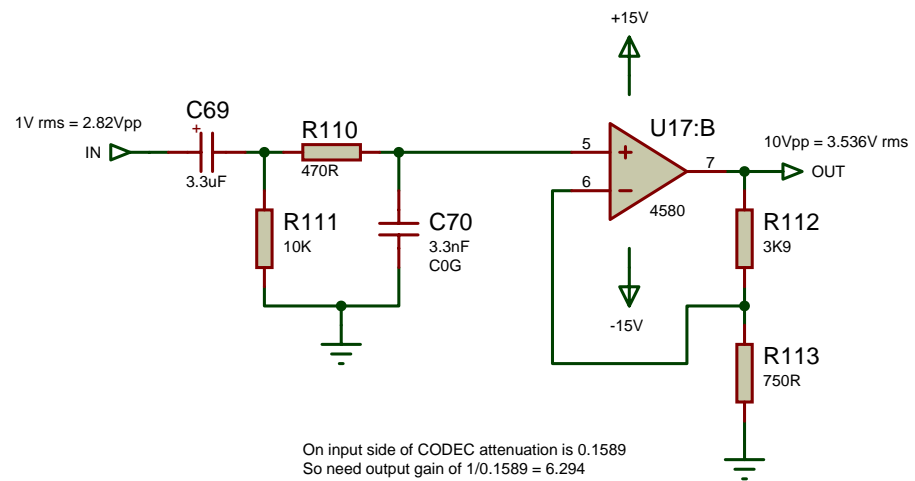 +15V
C69
1V rms = 2.82Vpp
+
IN
3.3uF
R110
470R
R111
10K
C70
3.3nF
C0G
U17:B
5
+
6
−
7
4580
10Vpp = 3.536V rms
OUT
R112
3K9
-15V
R113
750R
On input side of CODEC attenuation is 0.1589
So need output gain of 1/0.1589 = 6.294